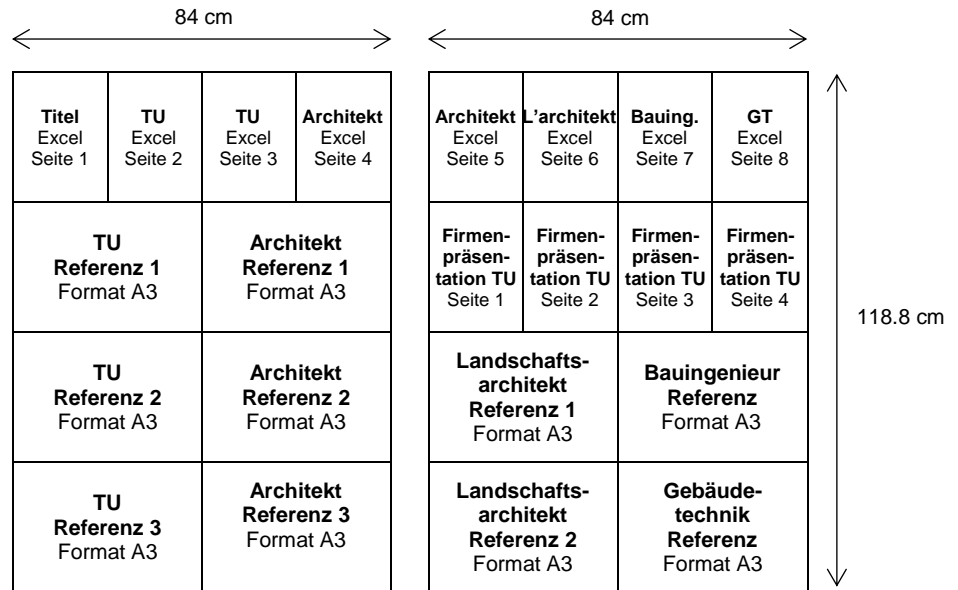 84 cm
84 cm
Titel
Excel
Seite 1
TU
Excel
Seite 2
TU
Excel
Seite 3
Architekt
Excel
Seite 4
Architekt
Excel
Seite 5
L'architekt
Excel
Seite 6
Bauing.
Excel
Seite 7
GT
Excel
Seite 8
TU
Referenz 1
Format A3
Architekt
Referenz 1
Format A3
Firmen-
präsen-
tation TU
Seite 1
Firmen-
präsen-
tation TU
Seite 2
Firmen-
präsen-
tation TU
Seite 3
Firmen-
präsen-
tation TU
Seite 4
118.8 cm
TU
Referenz 2
Format A3
Architekt
Referenz 2
Format A3
Landschafts-
architekt
Referenz 1
Format A3
Bauingenieur
Referenz
Format A3
TU
Referenz 3
Format A3
Architekt
Referenz 3
Format A3
Landschafts-
architekt
Referenz 2
Format A3
Gebäude-
technik
Referenz
Format A3